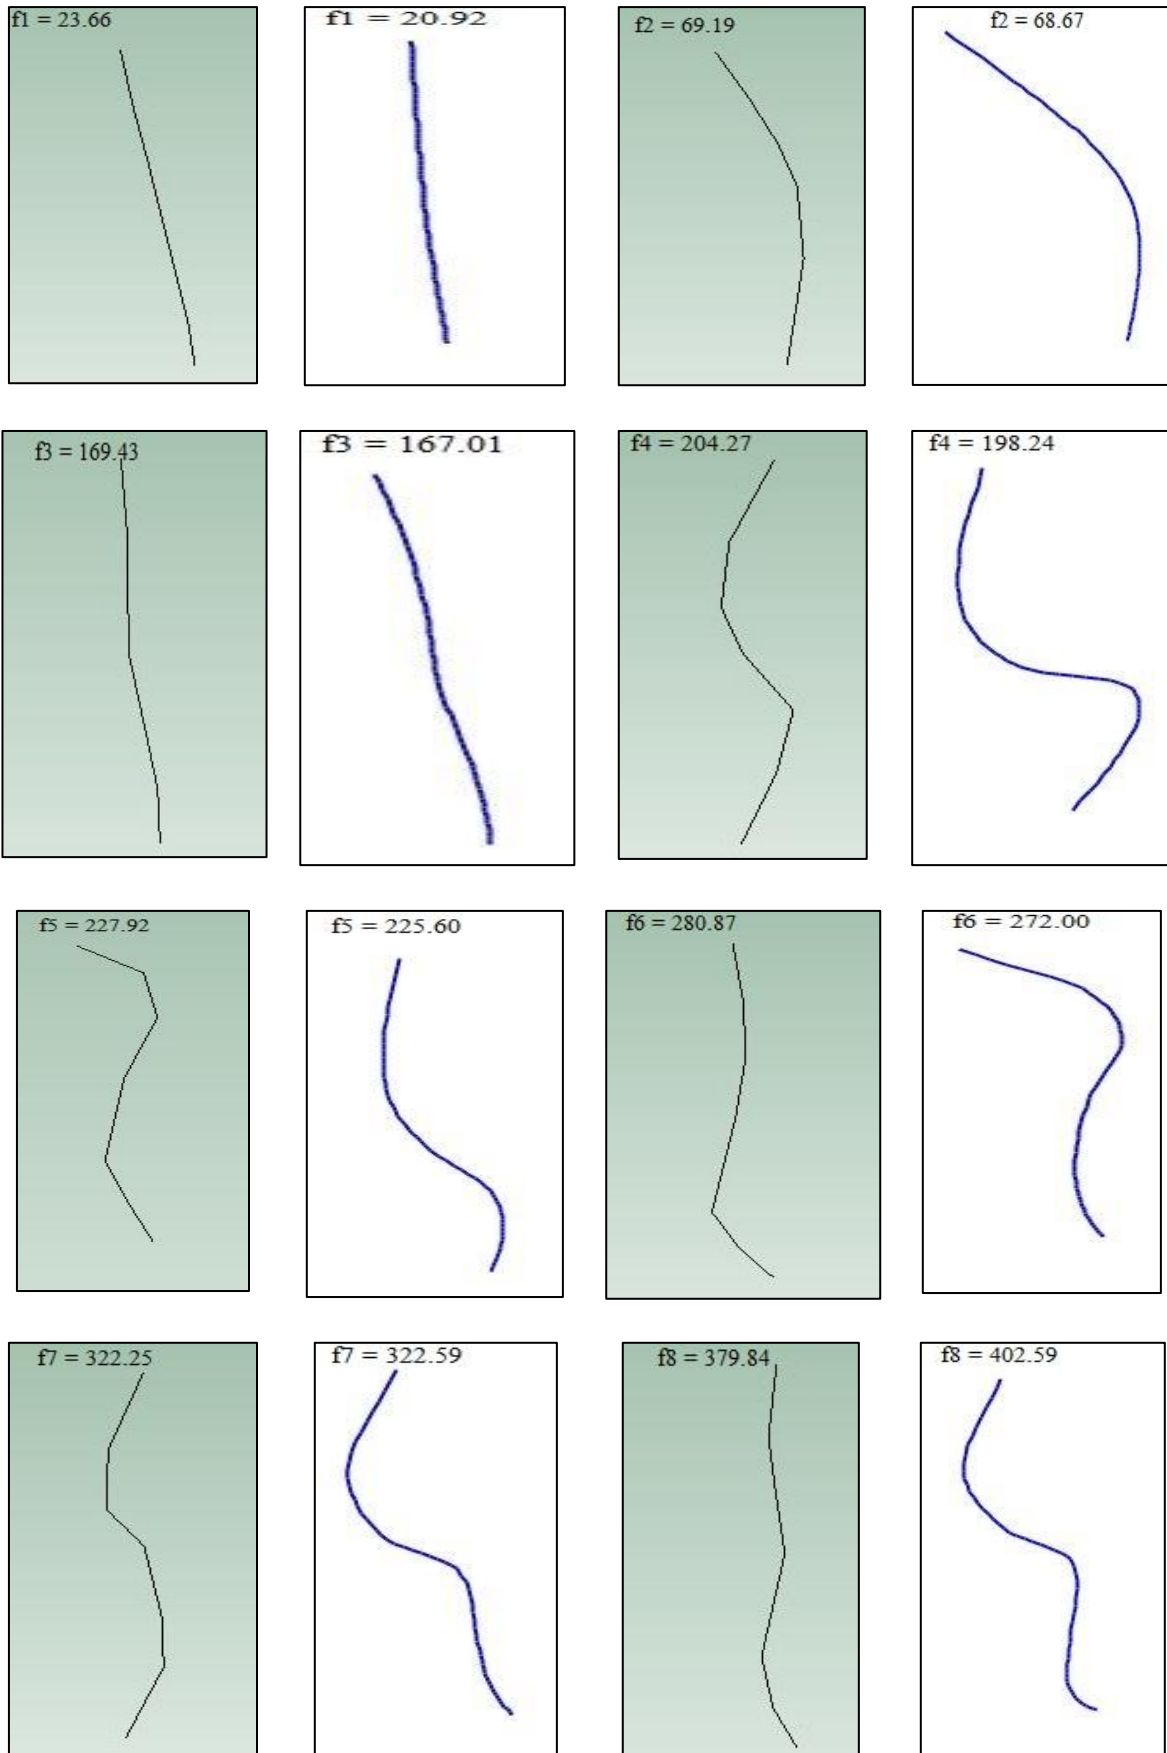 f1 = 23.66
f1 = 20.92
f2 = 69.19
f2 = 68.67
f3 = 169.43
f3 = 167.01
f4 = 204.27
f4 = 198.24
f5 = 227.92
f5 = 225.60
f6 = 280.87
f6 = 272.00
f7 = 322.25
f7 = 322.59
f8 = 379.84
f8 = 402.59